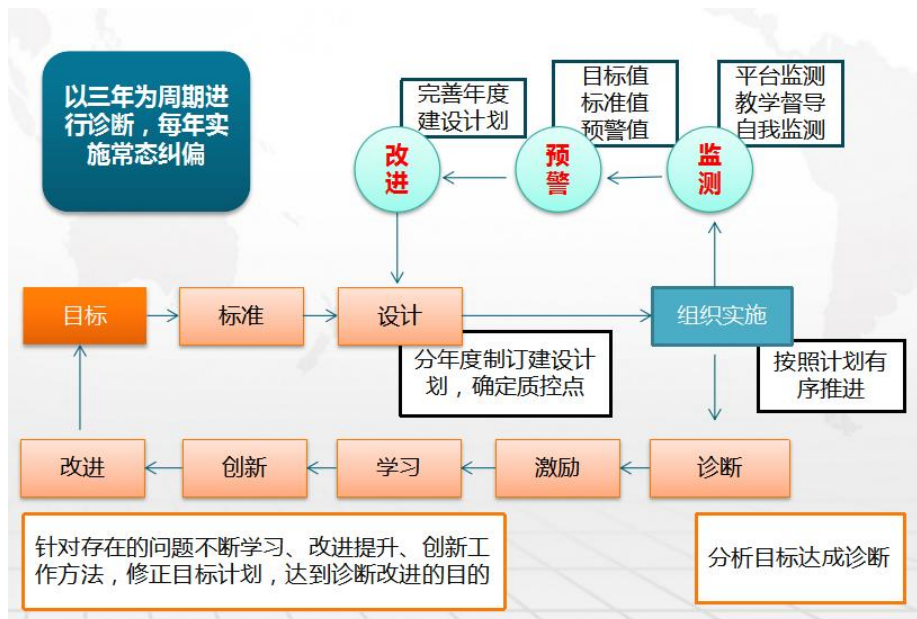 以三年为周期进
行诊断，每年实
施常态纠偏
完善年度
建设计划
目标值
标准值
预警值
平台监测
教学督导
自我监测
改
进
预
警
监
测
目标
标准
设计
组织实施
分年度制订建设计
划，确定质控点
按照计划有
序推进
改进
创新
学习
激励
诊断
针对存在的问题不断学习、改进提升、创新工
作方法，修正目标计划，达到诊断改进的目的
分析目标达成诊断